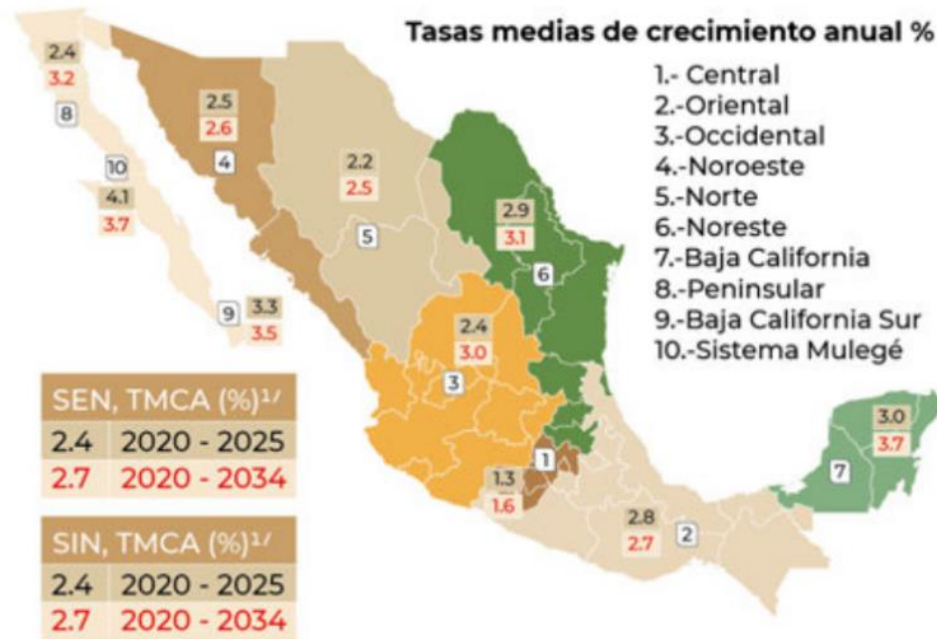 Tasas medias de crecimiento anual %
1.- Central
2.-Oriental
3.-Occidental
4.-Noroeste
5.-Norte
6.-Noreste
7.-Baja California
8.-Peninsular
9.-Baja California Sur
10.-Sistema Mulegé
2.4
3.2
8
10
4.1
3.7
9
3.3
3.5
2.5
2.6
4
2.2
2.5
5
2.9
3.1
6
2.4
3.0
3
1
1.3
1.6
2.8
2.7
2
3.0
3.7
7
SEN, TMCA (%)¹/
2.4 2020 - 2025
2.7 2020 - 2034
SIN, TMCA (%)¹/
2.4 2020 - 2025
2.7 2020 - 2034